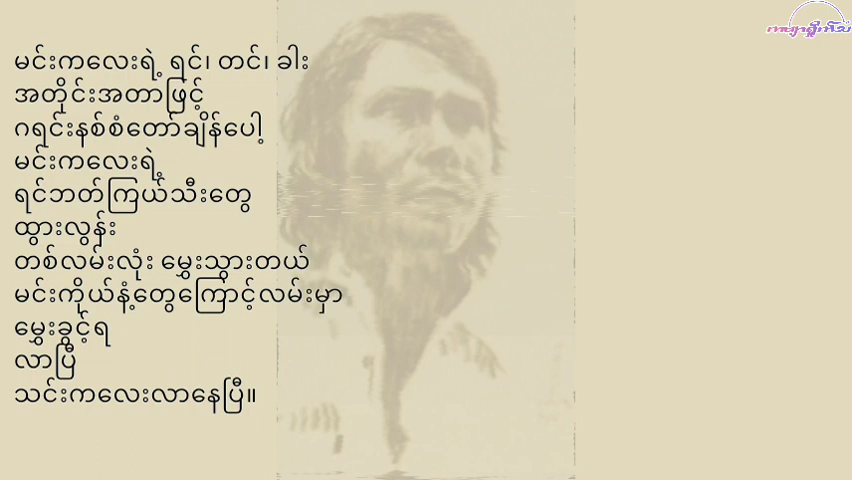 မင်းကလေးရဲ့ ရင်၊ တင်၊ ခါး
အတိုင်းအတာဖြင့်
ဂရင်းနစ်စံတော်ချိန်ပေါ့
မင်းကလေးရဲ့
ရင်ဘတ်ကြယ်သီးတွေ
ထွားလွန်း
တစ်လမ်းလုံး မွှေးသွားတယ်
မင်းကိုယ်နံ့တွေကြောင့်လမ်းမှာ
မွှေးခွင့်ရ
လာပြီ
သင်းကလေးလာနေပြီ။